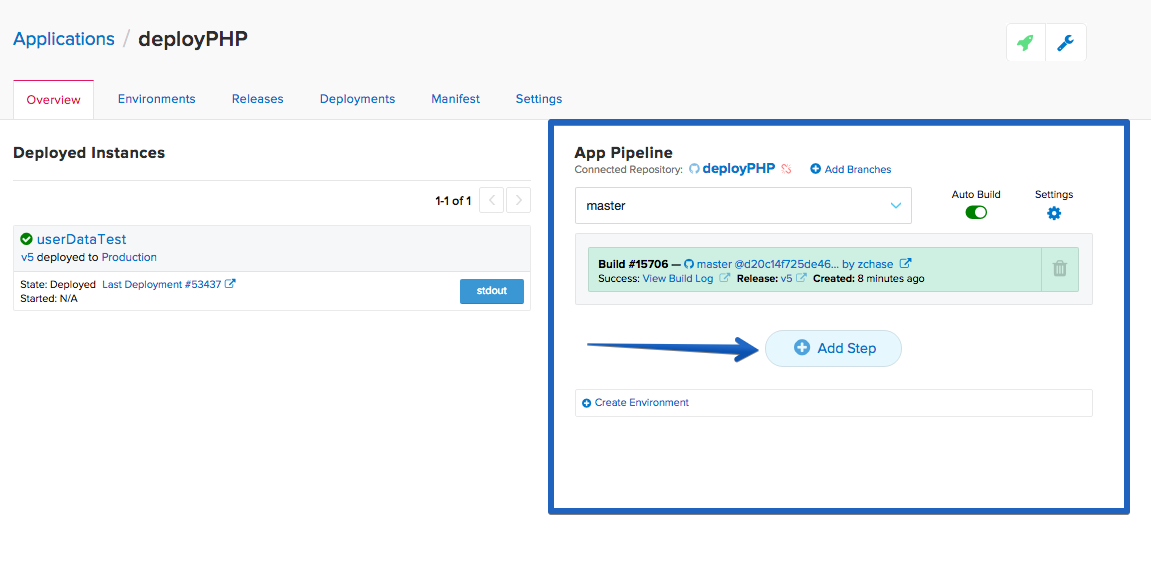 Applications / deployPHP
Overview
Environments
Releases
Deployments
Manifest
Settings
Deployed Instances
1-1 of 1
userDataTest
v5 deployed to Production
State: Deployed Last Deployment #53437
Started: N/A
stdout
App Pipeline
Connected Repository: deployPHP Add Branches
master
Auto Build
Settings
Build #15706 — master @d20c14f725de46... by zchase
Success: View Build Log Release: v5 Created: 8 minutes ago
Add Step
Create Environment